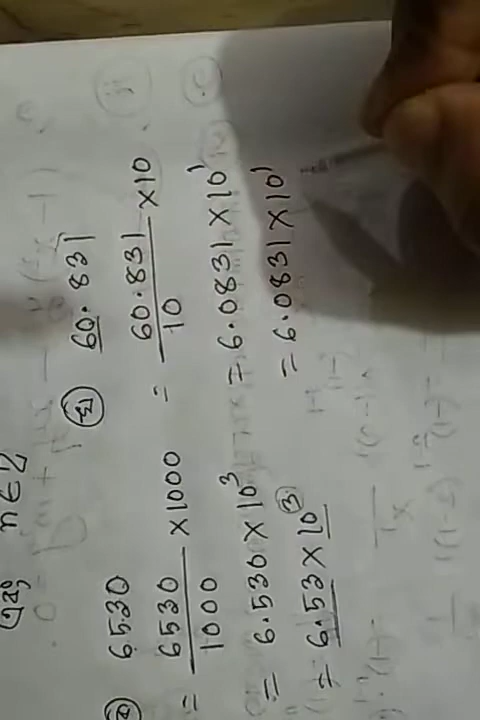 এবং n ∈ Z
6530
= 6530/1000 × 1000
= 6.530 × 10³
= 6.53 × 10³
ঘ 60.831
= 60.831/10 × 10
= 6.0831 × 10¹
= 6.0831 × 10¹